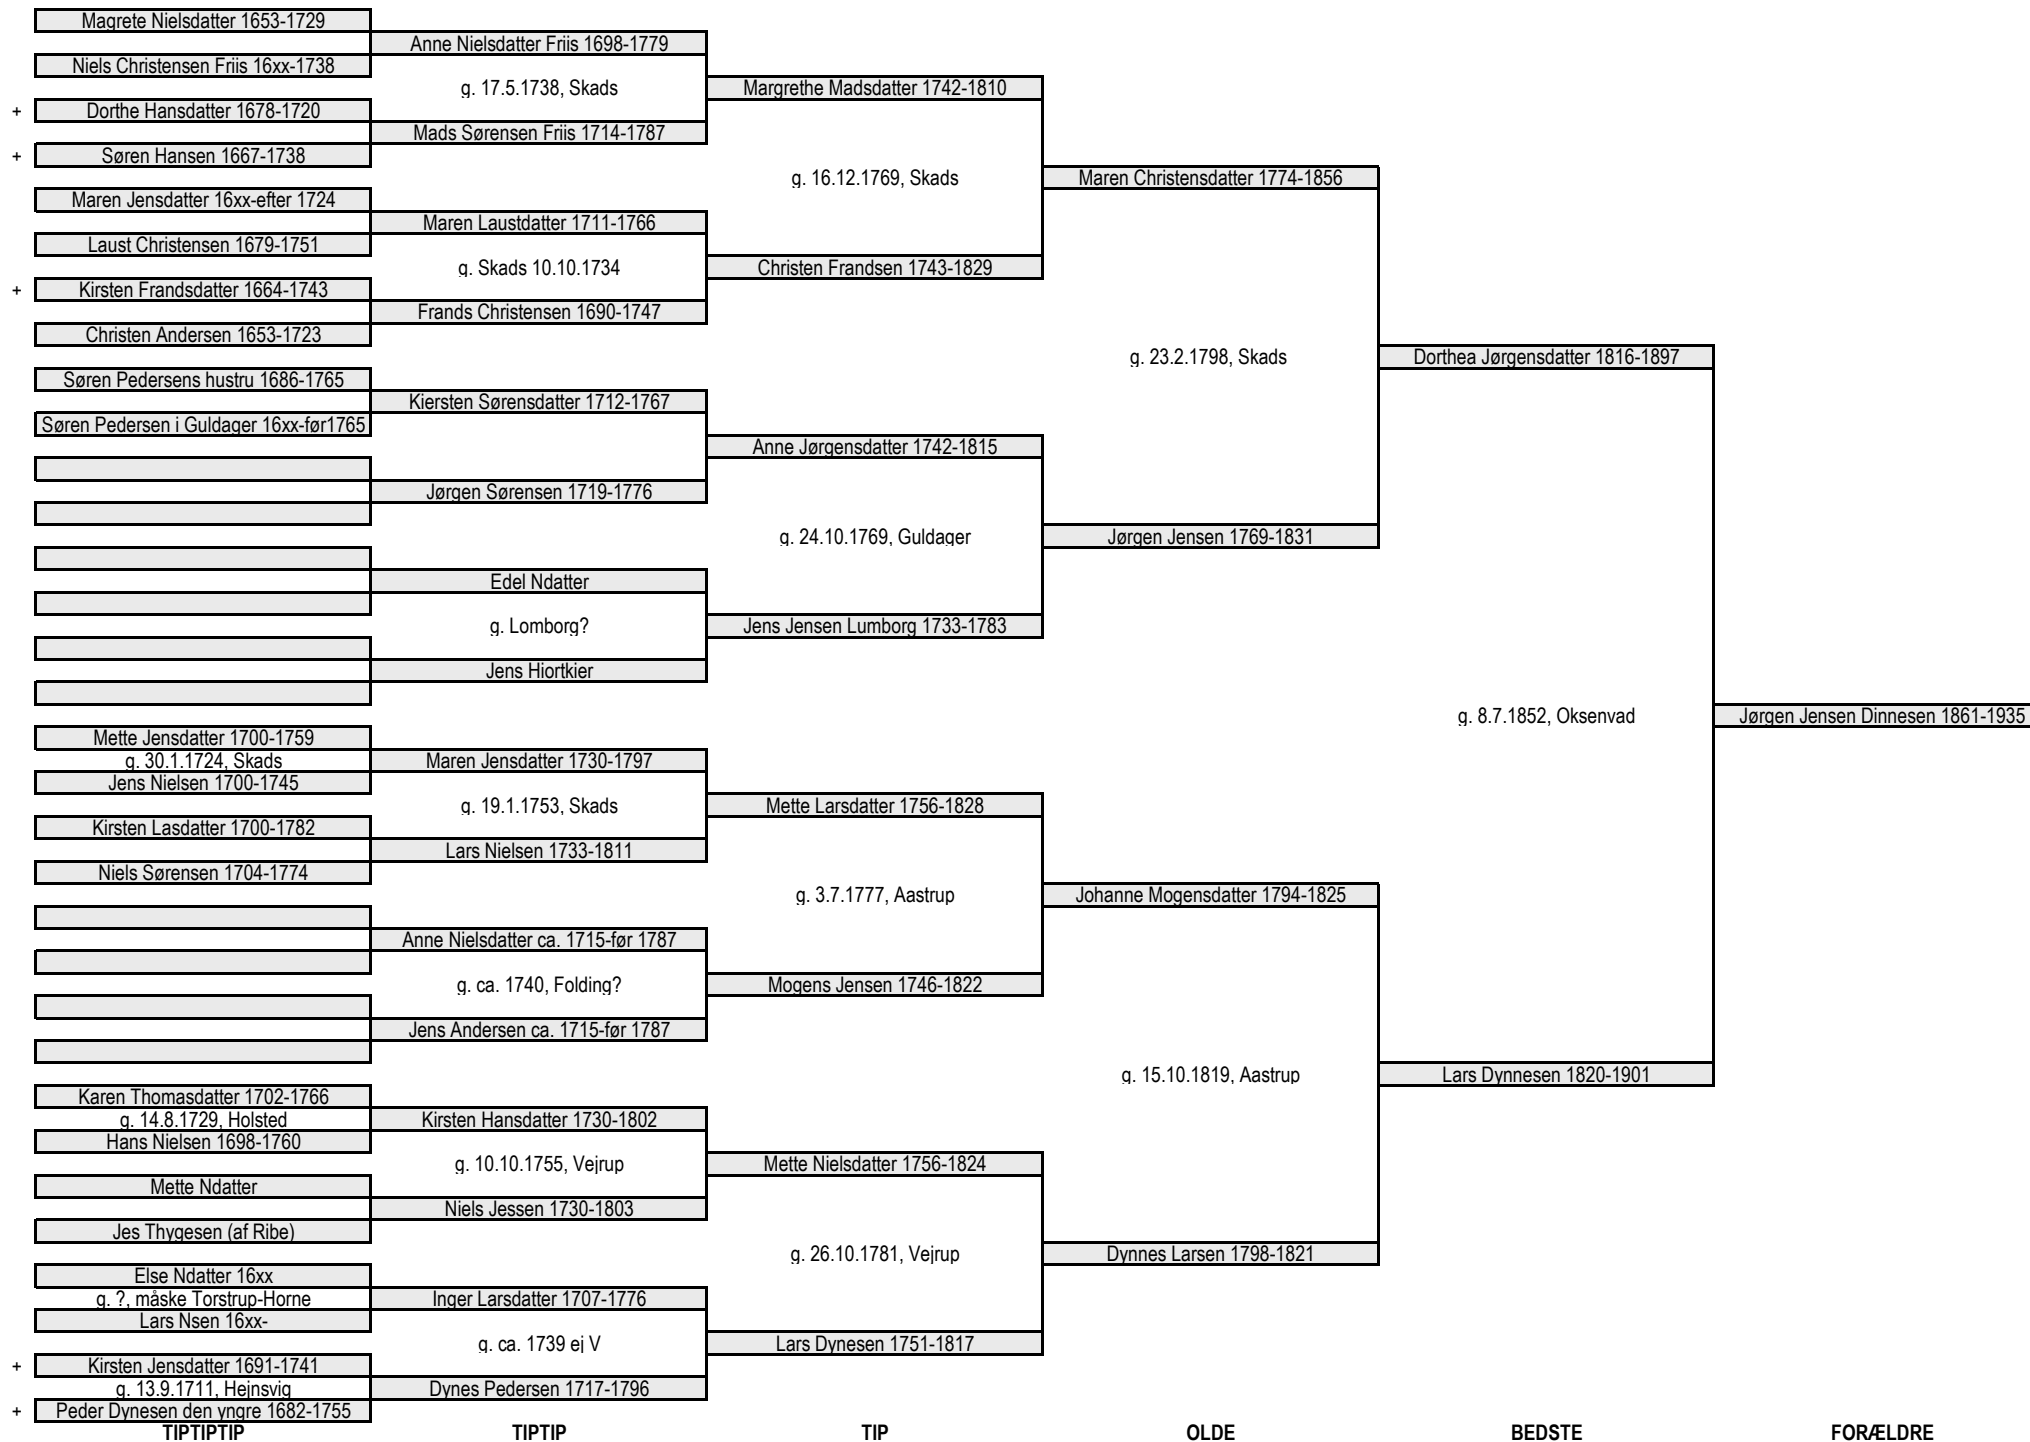 Magrete Nielsdatter 1653-1729
Anne Nielsdatter Friis 1698-1779
Niels Christensen Friis 16xx-1738
g. 17.5.1738, Skads
Margrethe Madsdatter 1742-1810
+ Dorthe Hansdatter 1678-1720
Mads Sørensen Friis 1714-1787
+ Søren Hansen 1667-1738
g. 16.12.1769, Skads
Maren Christensdatter 1774-1856
Maren Jensdatter 16xx-efter 1724
Maren Laustdatter 1711-1766
Laust Christensen 1679-1751
g. Skads 10.10.1734
Christen Frandsen 1743-1829
+ Kirsten Frandsdatter 1664-1743
Frands Christensen 1690-1747
Christen Andersen 1653-1723
g. 23.2.1798, Skads
Dorthea Jørgensdatter 1816-1897
Søren Pedersens hustru 1686-1765
Kiersten Sørensdatter 1712-1767
Søren Pedersen i Guldager 16xx-før1765
Anne Jørgensdatter 1742-1815
Jørgen Sørensen 1719-1776
g. 24.10.1769, Guldager
Jørgen Jensen 1769-1831
Edel Ndatter
g. Lomborg?
Jens Jensen Lumborg 1733-1783
Jens Hiortkier
g. 8.7.1852, Oksenvad
Jørgen Jensen Dinnesen 1861-1935
Mette Jensdatter 1700-1759
g. 30.1.1724, Skads
Maren Jensdatter 1730-1797
Jens Nielsen 1700-1745
g. 19.1.1753, Skads
Mette Larsdatter 1756-1828
Kirsten Lasdatter 1700-1782
Lars Nielsen 1733-1811
Niels Sørensen 1704-1774
g. 3.7.1777, Aastrup
Johanne Mogensdatter 1794-1825
Anne Nielsdatter ca. 1715-før 1787
g. ca. 1740, Folding?
Mogens Jensen 1746-1822
Jens Andersen ca. 1715-før 1787
g. 15.10.1819, Aastrup
Lars Dynnesen 1820-1901
Karen Thomasdatter 1702-1766
g. 14.8.1729, Holsted
Kirsten Hansdatter 1730-1802
Hans Nielsen 1698-1760
g. 10.10.1755, Vejrup
Mette Nielsdatter 1756-1824
Mette Ndatter
Niels Jessen 1730-1803
Jes Thygesen (af Ribe)
g. 26.10.1781, Vejrup
Dynnes Larsen 1798-1821
Else Ndatter 16xx
g. ?, måske Torstrup-Horne
Inger Larsdatter 1707-1776
Lars Nsen 16xx-
g. ca. 1739 ej V
Lars Dynesen 1751-1817
+ Kirsten Jensdatter 1691-1741
g. 13.9.1711, Hejnsvig
Dynes Pedersen 1717-1796
+ Peder Dynesen den yngre 1682-1755
TIPTIPTIP TIPTIP TIP OLDE BEDSTE FORÆLDRE